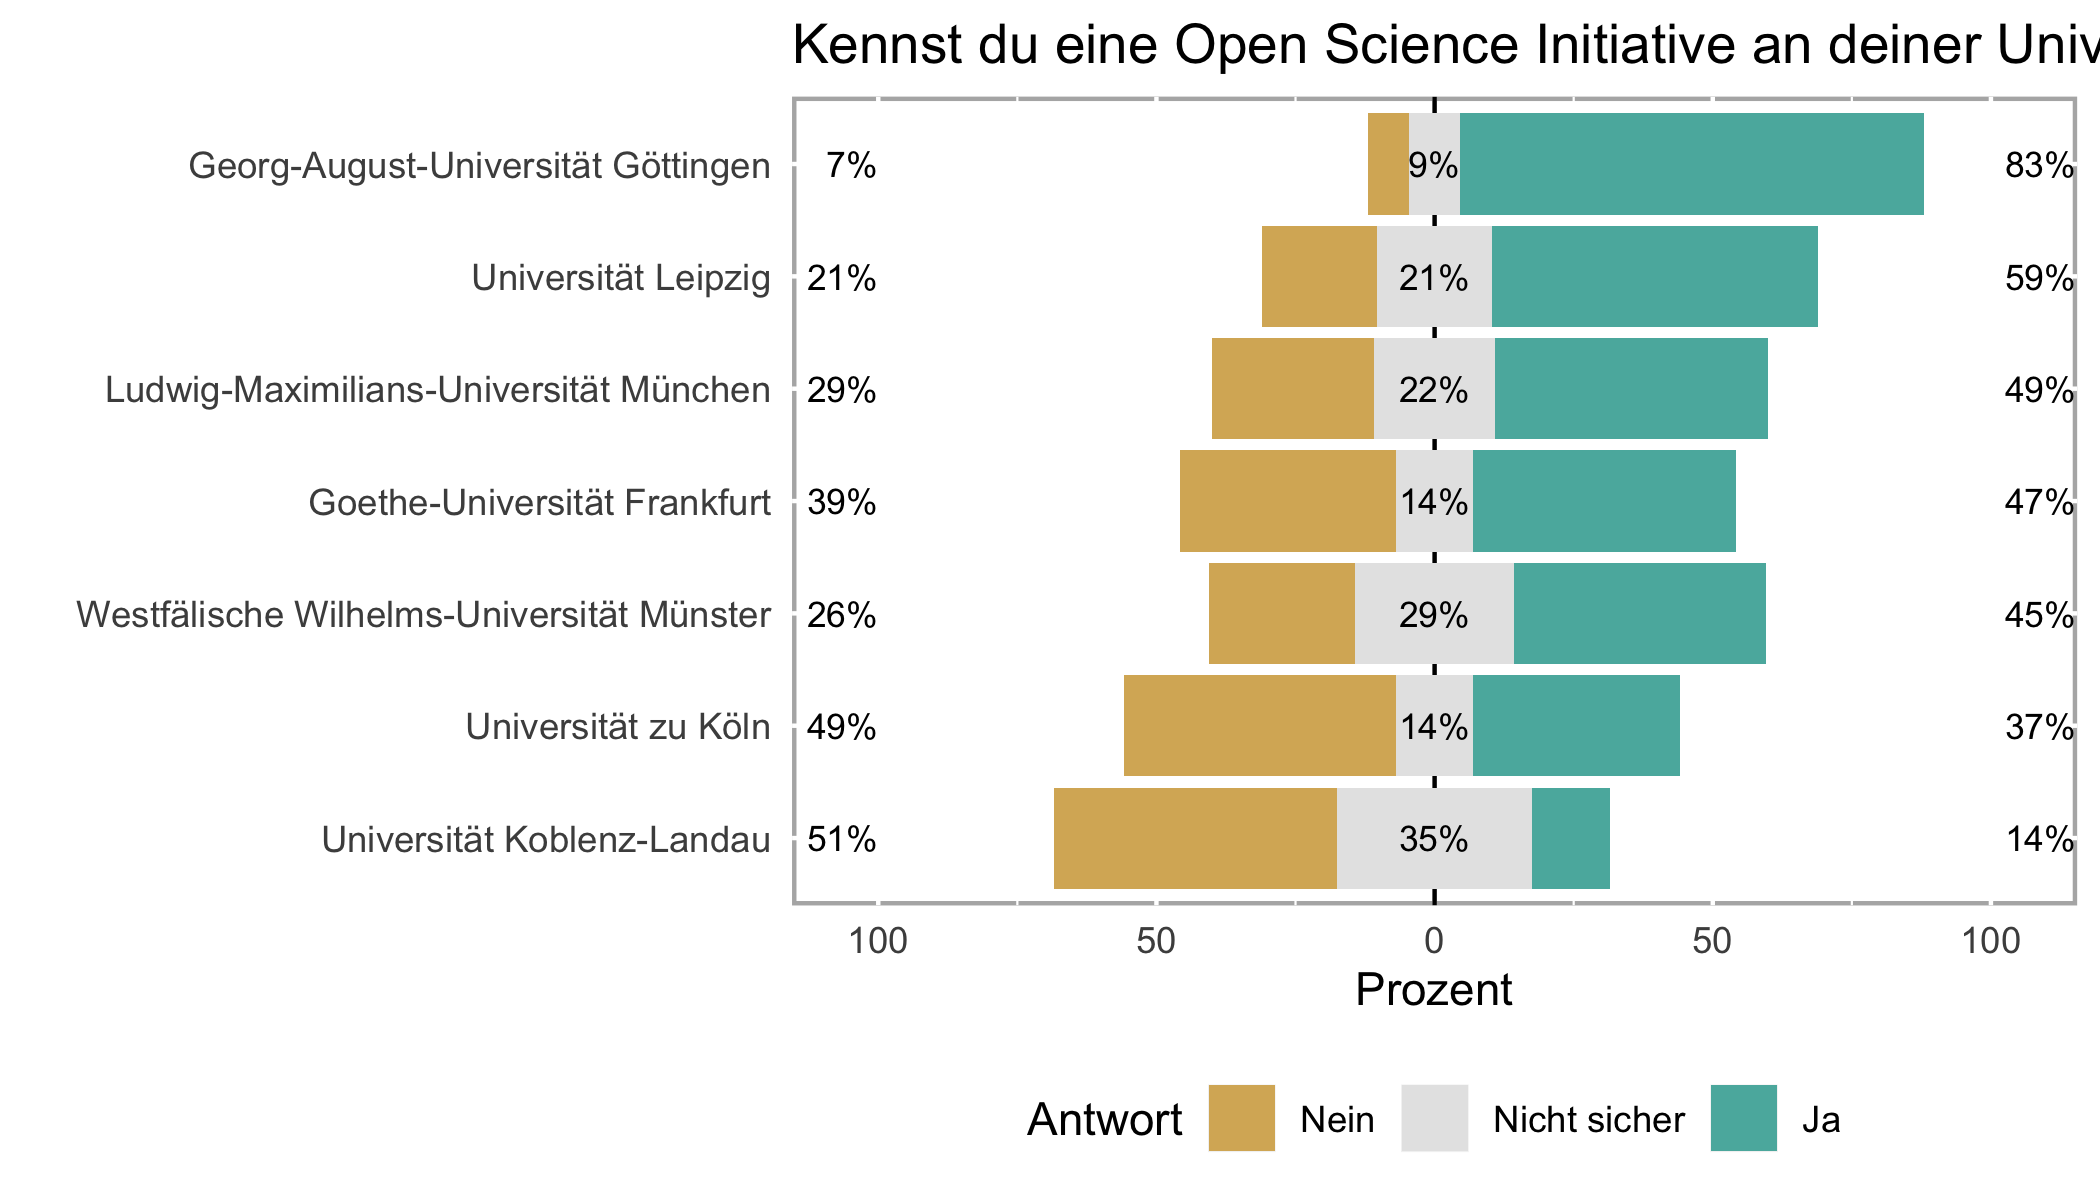 Kennst du eine Open Science Initiative an deiner
Georg-August-Universität Göttingen 7% 9% 83%
Universität Leipzig 21% 21% 59%
Ludwig-Maximilians-Universität München 29% 22% 49%
Goethe-Universität Frankfurt 39% 14% 47%
Westfälische Wilhelms-Universität Münster 26% 29% 45%
Universität zu Köln 49% 14% 37%
Universität Koblenz-Landau 51% 35% 14%
100 50 0 50 100
Prozent
Antwort Nein Nicht sicher Ja